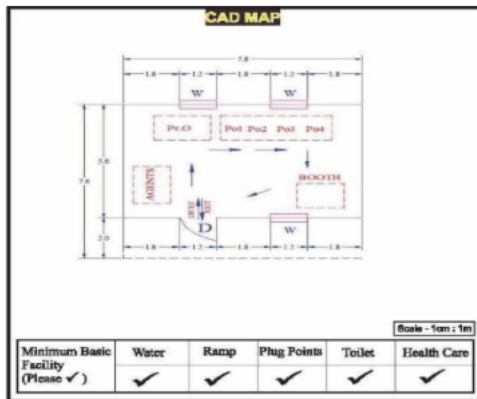 CAD MAP
7.8
1.8 1.2 1.8 1.2 1.8
W W
Pr.O Po1 Po2 Po3 Po4
7.6 5.6
AGENTS
BOOTH
ENTRY EXIT
D
W
2.0
1.8 1.2 1.8 1.2 1.8
Scale - 1cm : 1m
Minimum Basic Facility (Please ✓) Water Ramp Plug Points Toilet Health Care
✓ ✓ ✓ ✓ ✓